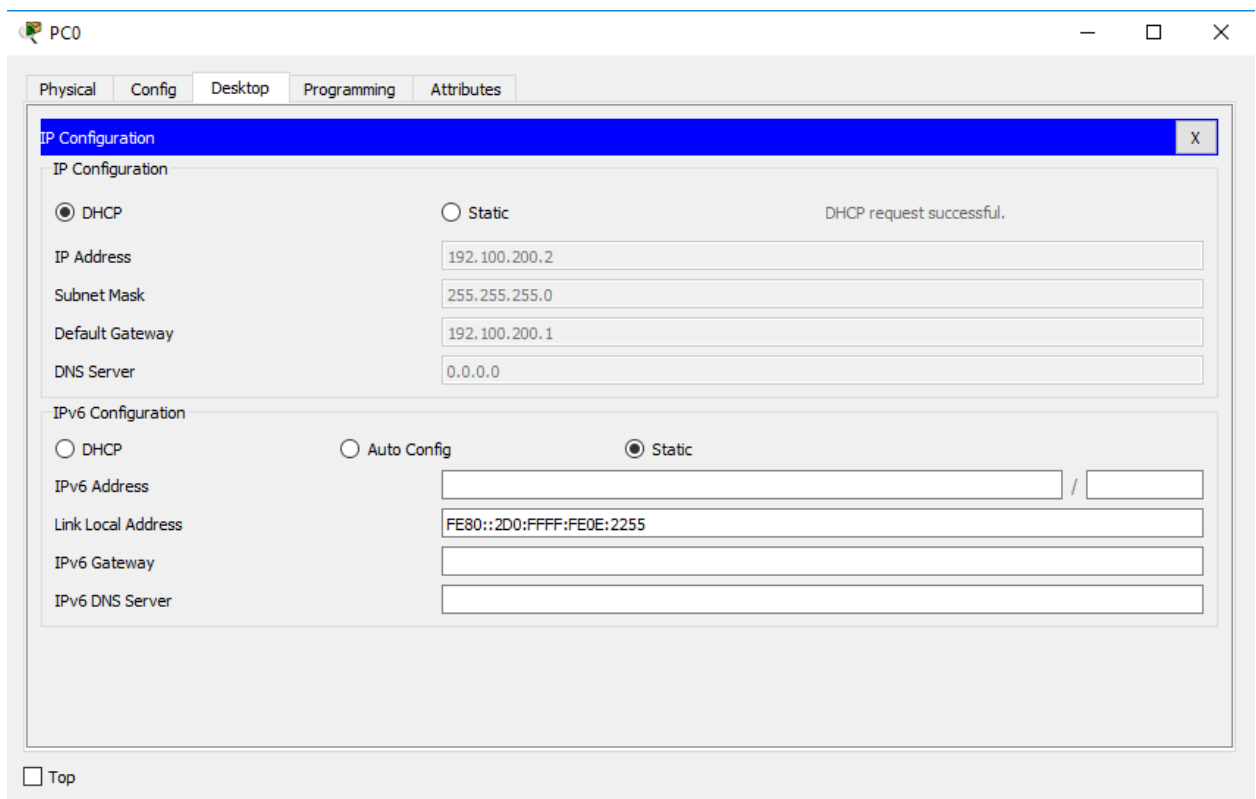 PC0
Physical Config Desktop Programming Attributes
IP Configuration X
IP Configuration
DHCP Static DHCP request successful.
IP Address 192.100.200.2
Subnet Mask 255.255.255.0
Default Gateway 192.100.200.1
DNS Server 0.0.0.0
IPv6 Configuration
DHCP Auto Config Static
IPv6 Address /
Link Local Address FE80::2D0:FFFF:FE0E:2255
IPv6 Gateway
IPv6 DNS Server
Top